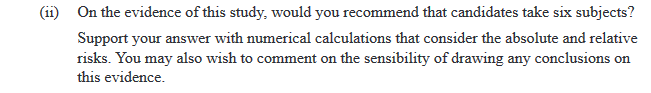 (ii) On the evidence of this study, would you recommend that candidates take six subjects?
Support your answer with numerical calculations that consider the absolute and relative
risks. You may also wish to comment on the sensibility of drawing any conclusions on
this evidence.